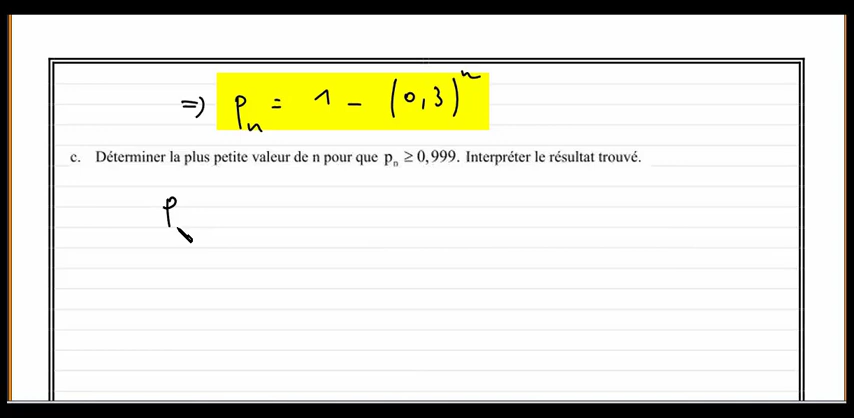 => pₙ = 1 - (0,3)ⁿ
c. Déterminer la plus petite valeur de n pour que pₙ ≥ 0,999. Interpréter le résultat trouvé.
p